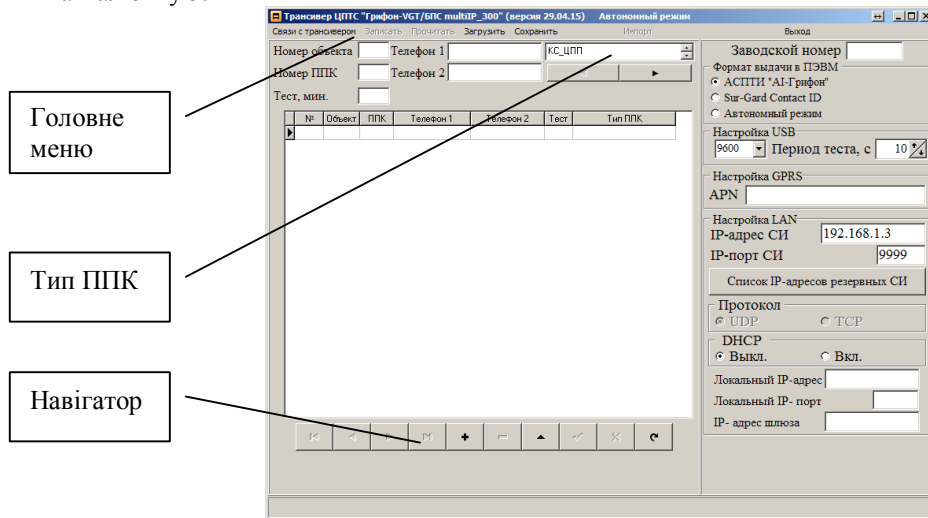 Трансивер ЦПТС "Грифон-VGT/БПС multiIP_300" (версия 29.04.15) Автономный режим
Связи с трансивером Записать Прочитать Загрузить Сохранить Импорт Выход
Номер объекта Телефон 1 КС_ЦПП
Номер ППК Телефон 2
Тест, мин.
№ Объект ППК Телефон 1 Телефон 2 Тест Тип ППК
Заводской номер
Формат выдачи в ПЭВМ
АСПТИ "AI-Грифон"
Sur-Gard Contact ID
Автономный режим
Настройка USB
9600 Период теста, с 10
Настройка GPRS
APN
Настройка LAN
IP-адрес СИ 192.168.1.3
IP-порт СИ 9999
Список IP-адресов резервных СИ
Протокол
UDP TCP
DHCP
Выкл. Вкл.
Локальный IP-адрес
Локальный IP- порт
IP- адрес шлюза
Головне
меню
Тип ППК
Навігатор